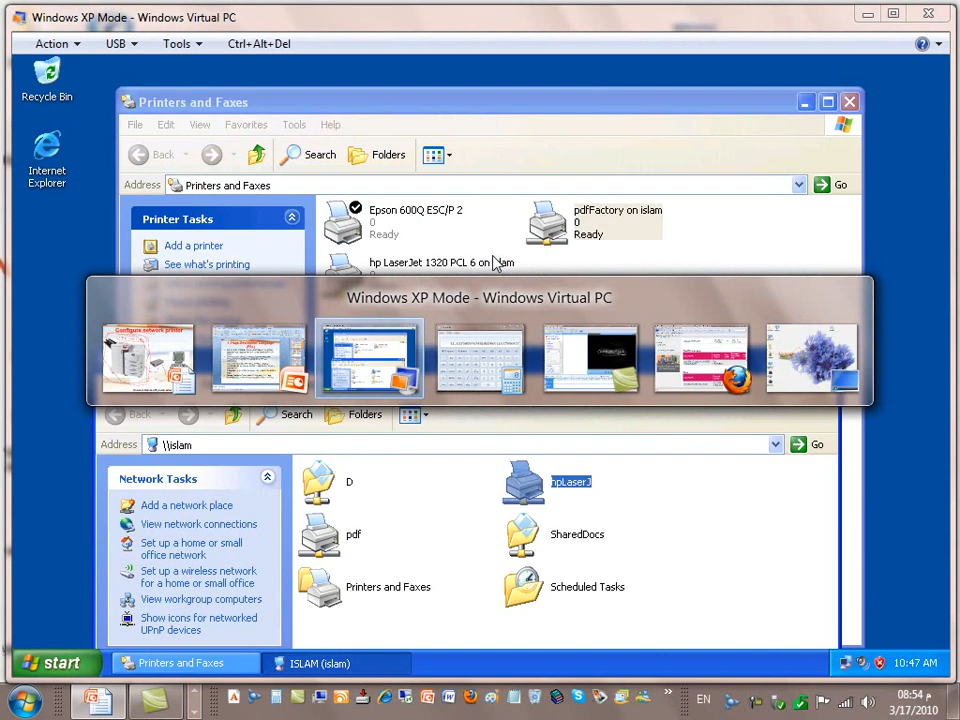 Windows XP Mode - Windows Virtual PC
Action USB Tools Ctrl+Alt+Del
Recycle Bin
Internet
Explorer
Printers and Faxes
File Edit View Favorites Tools Help
Back Search Folders
Address Printers and Faxes Go
Printer Tasks
Add a printer
See what's printing
Epson 600Q ESC/P 2
0
Ready
pdfFactory on islam
0
Ready
hp LaserJet 1320 PCL 6 on islam
Windows XP Mode - Windows Virtual PC
Configure network printer
Back Search Folders
Address \\islam Go
Network Tasks
Add a network place
View network connections
Set up a home or small
office network
Set up a wireless network
for a home or small office
View workgroup computers
Show icons for networked
UPnP devices
D
hpLaserJ
pdf
SharedDocs
Printers and Faxes
Scheduled Tasks
start Printers and Faxes ISLAM (islam) 10:47 AM
EN
08:54 م
3/17/2010